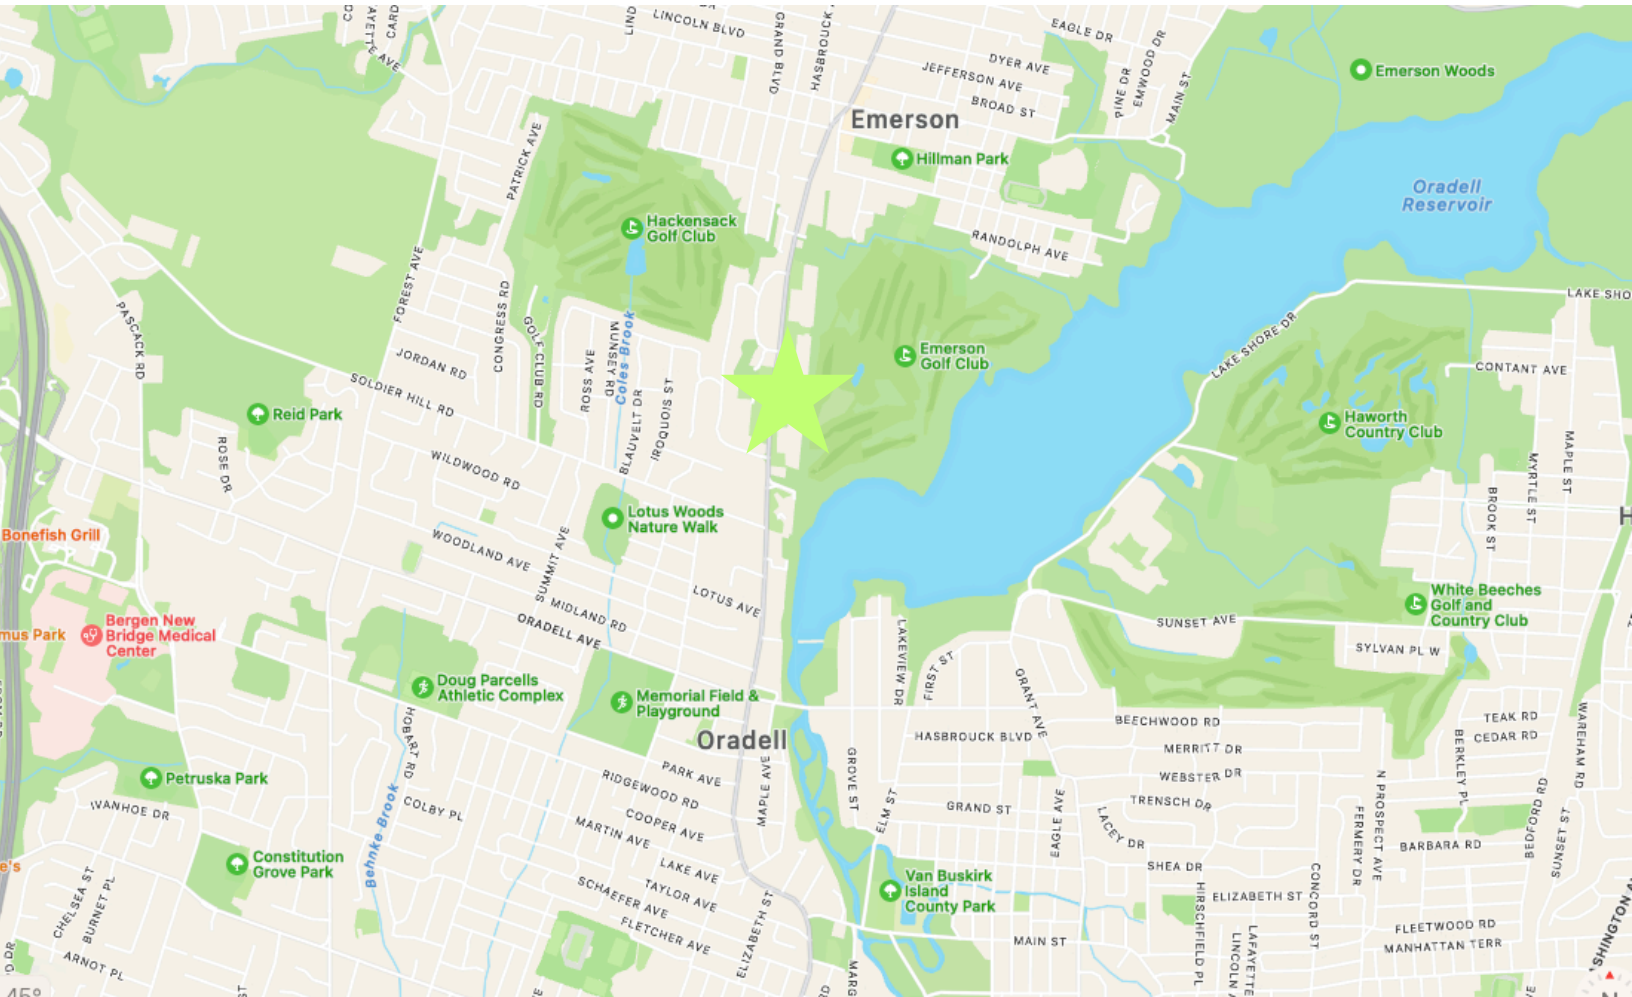 LINCOLN BLVD
GRAND BLVD
HASBROUCK
EAGLE DR
DYER AVE
JEFFERSON AVE
BROAD ST
PINE DR
EMWOOD DR
MAIN ST
Emerson Woods
Emerson
Hillman Park
PATRICK AVE
Oradell
Reservoir
Hackensack
Golf Club
RANDOLPH AVE
FOREST AVE
CONGRESS RD
PASCACK RD
GOLF CLUB RD
MUNSEY RD
Coles Brook
ROSS AVE
LAKE SHO
LAKE SHORE DR
JORDAN RD
Emerson
Golf Club
CONTANT AVE
SOLDIER HILL RD
BLAUVELT DR
IROQUOIS ST
Reid Park
Haworth
Country Club
ROSE DR
WILDWOOD RD
MAPLE ST
MYRTLE ST
BROOK ST
Lotus Woods
Nature Walk
H
Bonefish Grill
WOODLAND AVE
SUMMIT AVE
LOTUS AVE
White Beeches
Golf and
Country Club
MIDLAND RD
ORADELL AVE
Bergen New
Bridge Medical
Center
mus Park
SUNSET AVE
SYLVAN PL W
LAKEVIEW DR
FIRST ST
GRANT AVE
Doug Parcells
Athletic Complex
Memorial Field &
Playground
HOBART RD
Oradell
HASBROUCK BLVD
BEECHWOOD RD
MERRITT DR
TEAK RD
CEDAR RD
WAREHAM RD
BERKLEY PL
PARK AVE
RIDGEWOOD RD
MAPLE AVE
GROVE ST
WEBSTER DR
Petruska Park
IVANHOE DR
COLBY PL
Behnke Brook
COOPER AVE
MARTIN AVE
ELM ST
GRAND ST
EAGLE AVE
TRENSCH DR
LACEY DR
N PROSPECT AVE
FERMERY DR
BEDFORD RD
SUNSET ST
BARBARA RD
Constitution
Grove Park
e's
LAKE AVE
TAYLOR AVE
SCHAEFER AVE
FLETCHER AVE
Van Buskirk
Island
County Park
SHEA DR
ELIZABETH ST
HIRSCHFIELD PL
CONCORD ST
CHELSEA ST
BURNET PL
ARNOT PL
ELIZABETH ST
MAIN ST
LAFAYETTE
LINCOLN
FLEETWOOD RD
MANHATTAN TERR
MARG